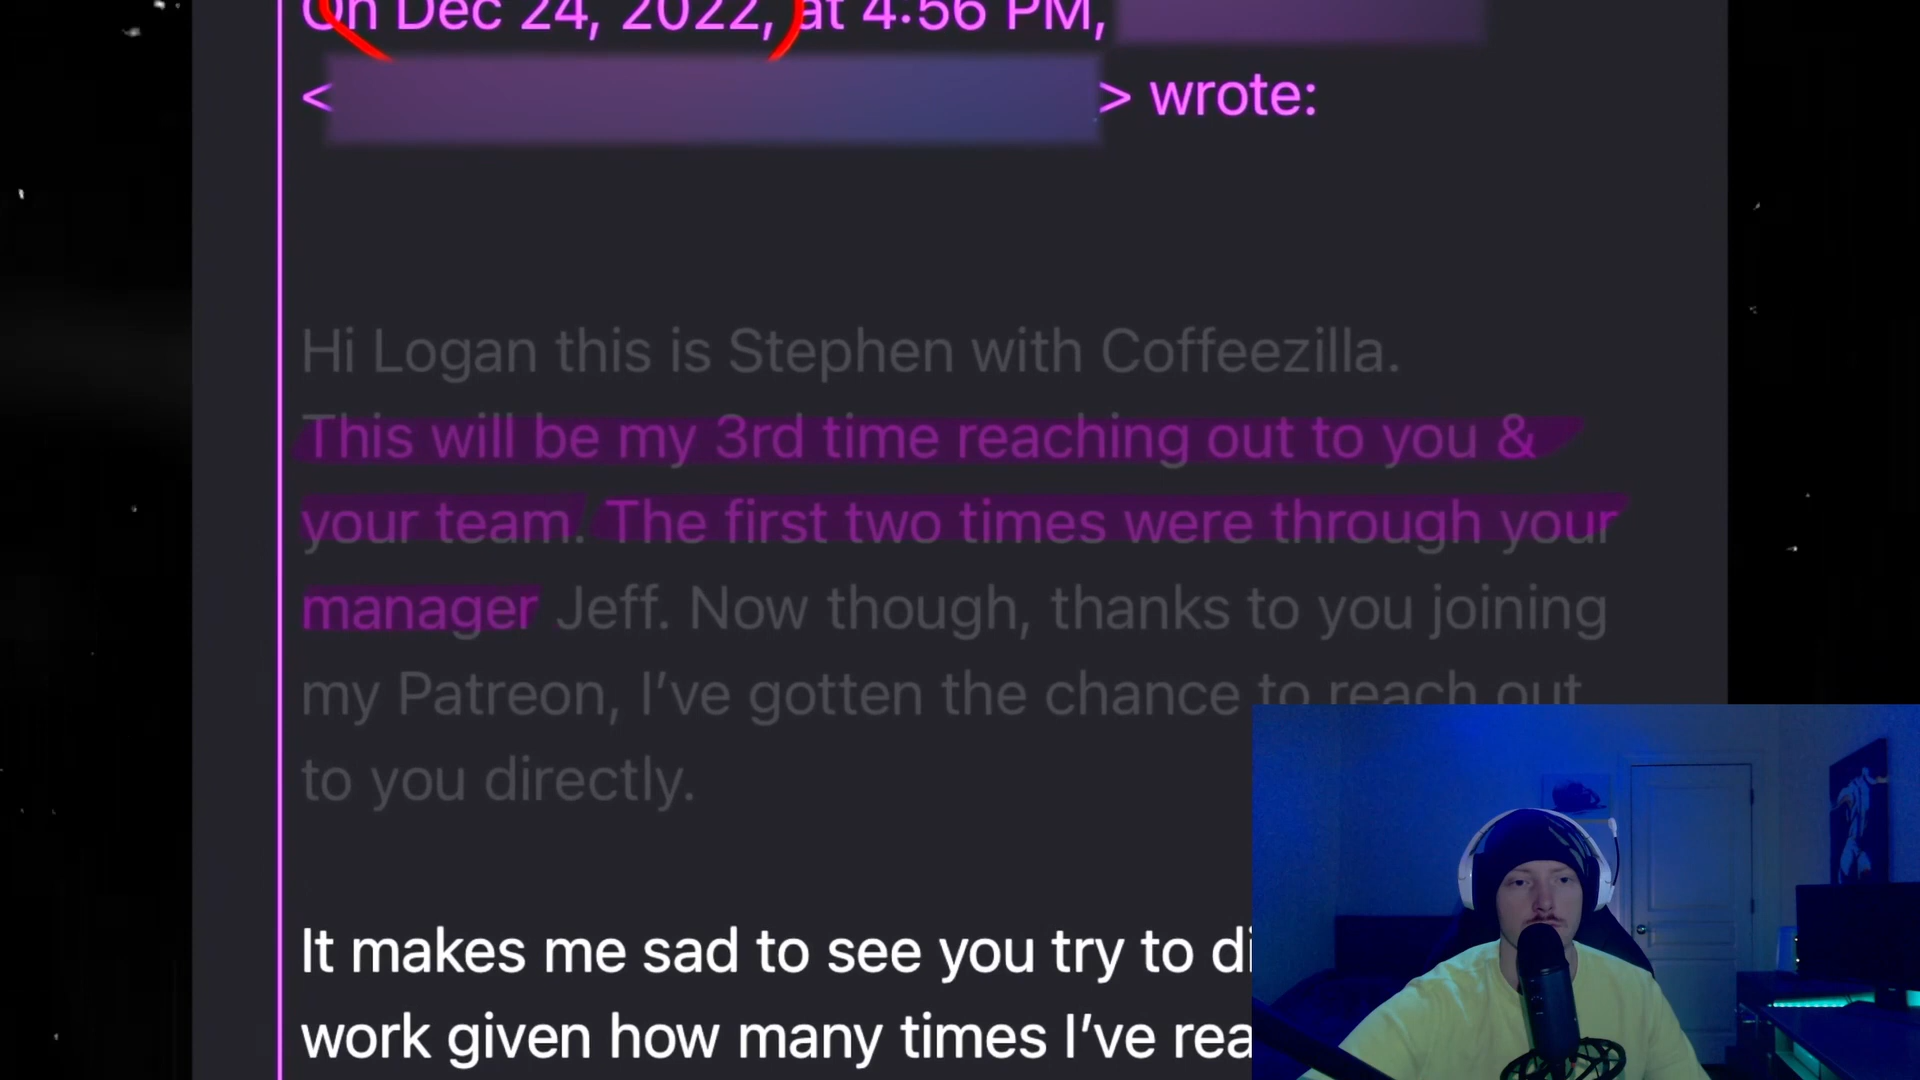 On Dec 24, 2022, at 4:56 PM,
< > wrote:
Hi Logan this is Stephen with Coffeezilla.
This will be my 3rd time reaching out to you &
your team. The first two times were through your
manager Jeff. Now though, thanks to you joining
my Patreon, I've gotten the chance to reach out
to you directly.
It makes me sad to see you try to
work given how many times I've